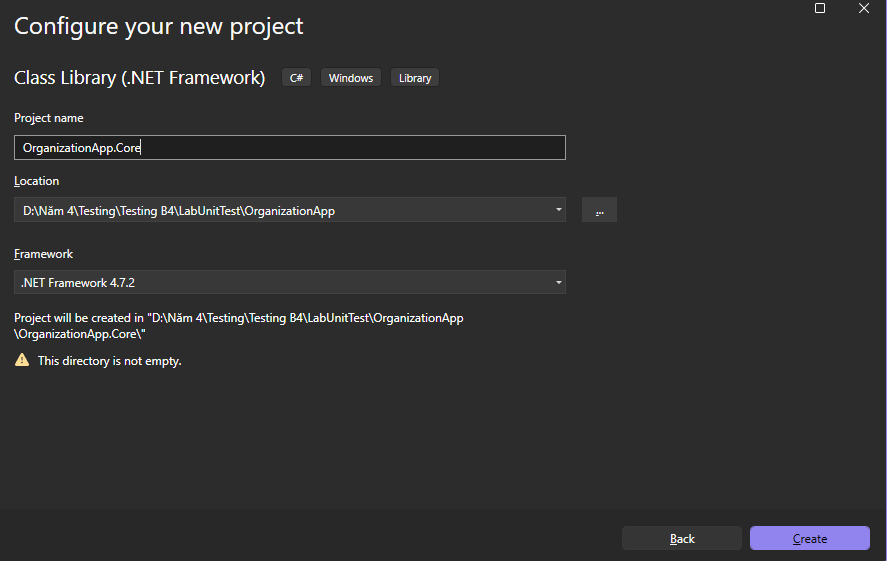 Configure your new project
Class Library (.NET Framework) C# Windows Library
Project name
OrganizationApp.Core
Location
D:\Năm 4\Testing\Testing B4\LabUnitTest\OrganizationApp ...
Framework
.NET Framework 4.7.2
Project will be created in "D:\Năm 4\Testing\Testing B4\LabUnitTest\OrganizationApp
\OrganizationApp.Core\"
This directory is not empty.
Back Create